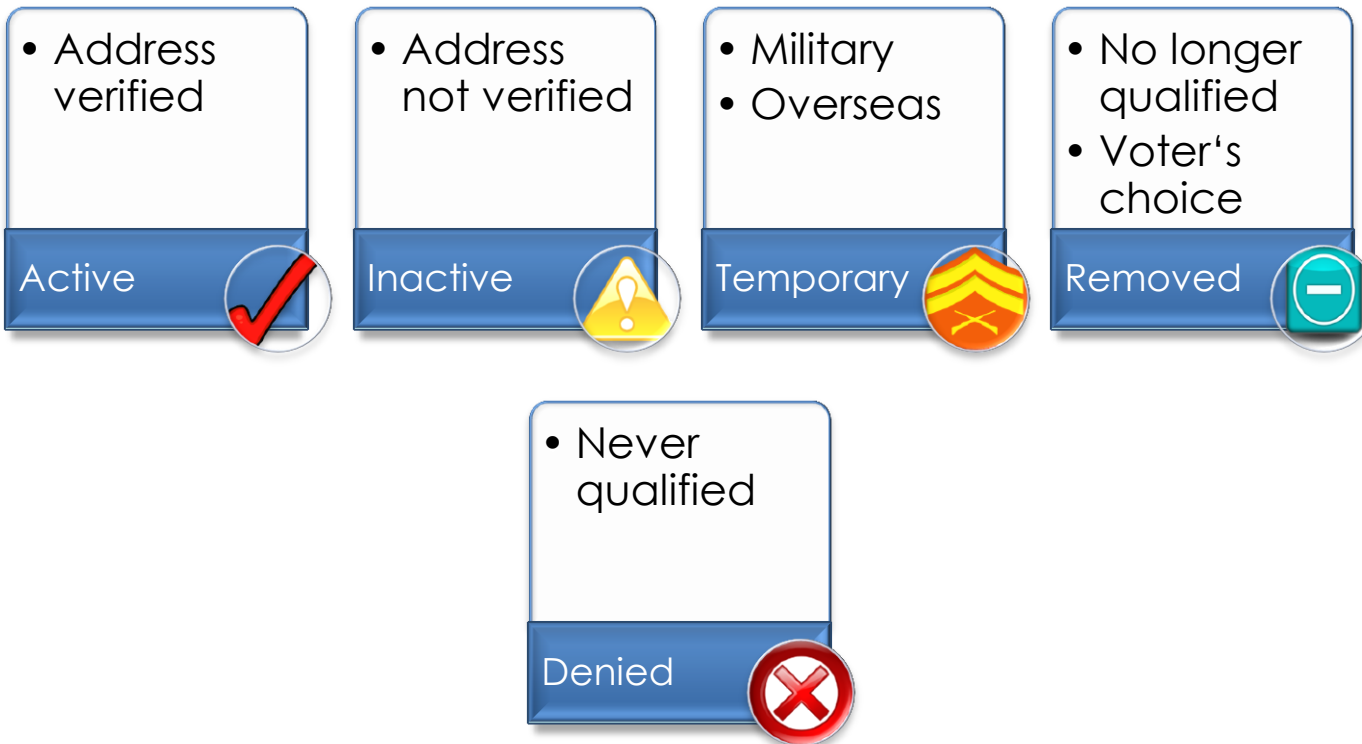 • Address
verified
Active
• Address
not verified
Inactive
• Military
• Overseas
Temporary
• No longer
qualified
• Voter‘s
choice
Removed
• Never
qualified
Denied